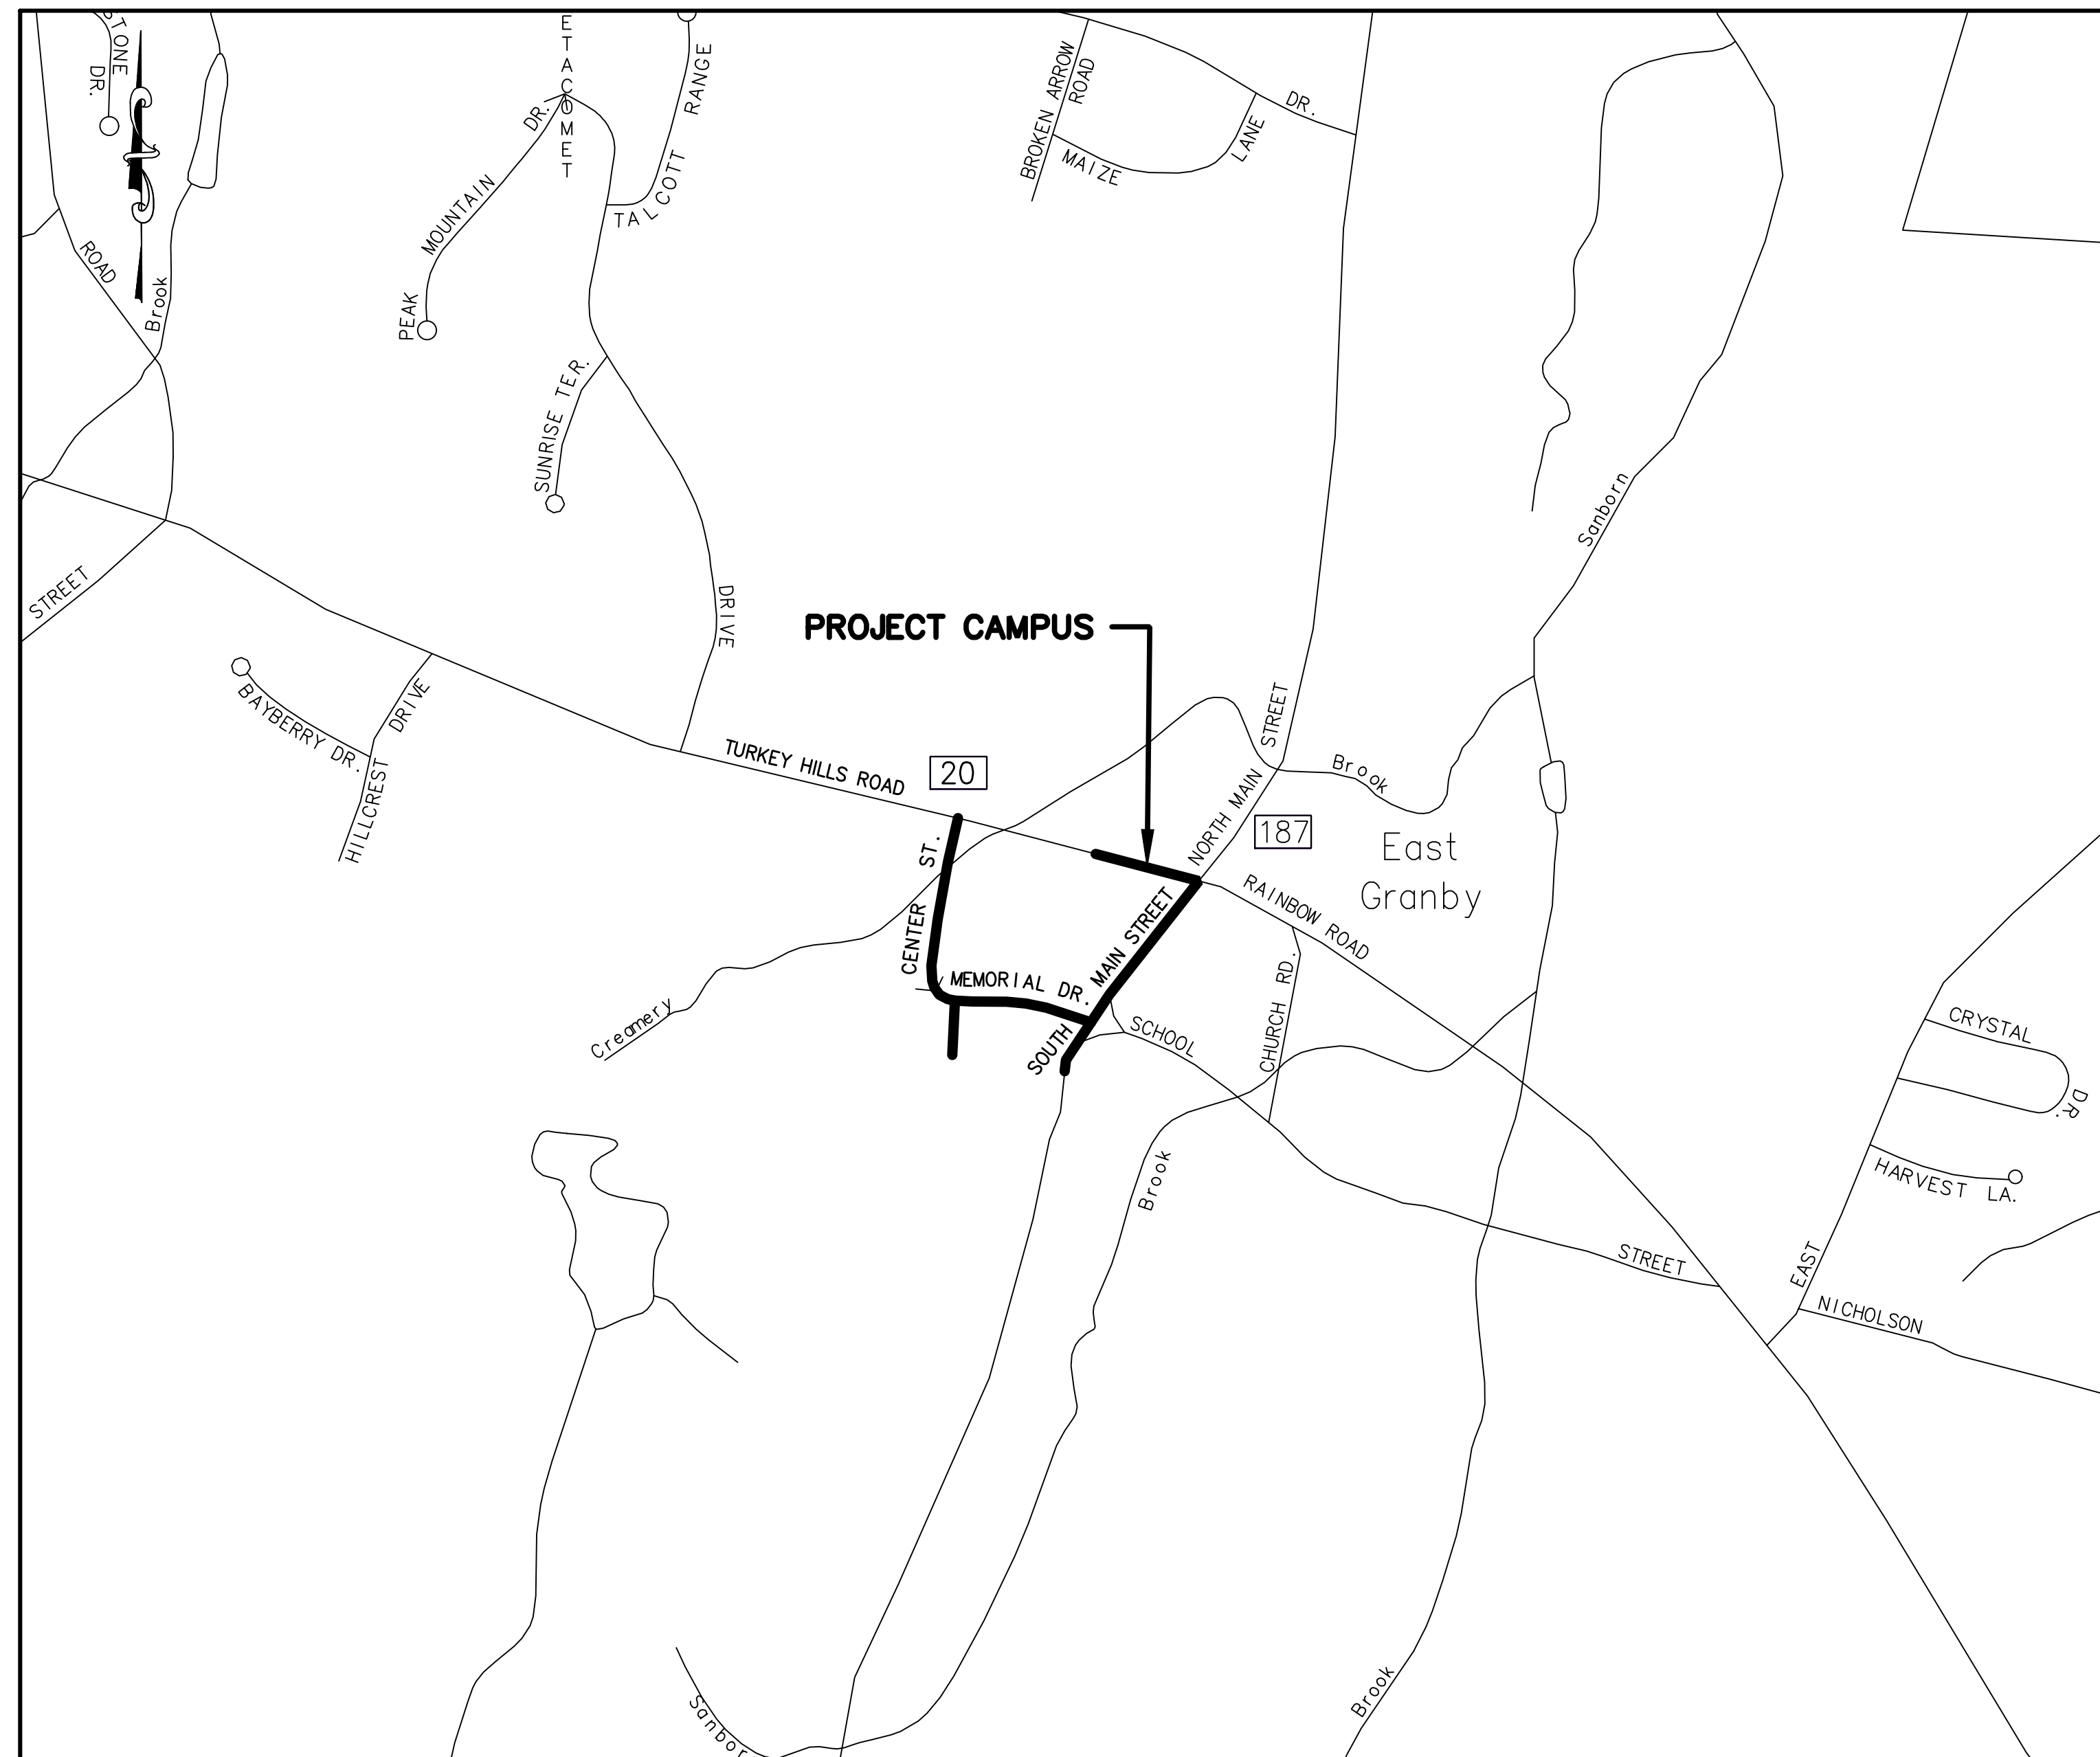 STONE
DR.
ETACOMET
RANGE
TALCOTT
DR.
MOUNTAIN
PEAK
BROKEN ARROW
ROAD
MAIZE
LANE
DR.
ROAD
Brook
SUNRISE TER.
Sanborn
STREET
DRIVE
PROJECT CAMPUS
BAYBERRY DR.
DRIVE
HILLCREST
TURKEY HILLS ROAD
20
STREET
NORTH MAIN
187
Brook
East
Granby
ST.
CENTER
MAIN STREET
SOUTH
MEMORIAL DR.
RAINBOW ROAD
CHURCH RD.
SCHOOL
Creamery
CRYSTAL
DR.
HARVEST LA.
Brook
STREET
EAST
NICHOLSON
Sanbor
Brook